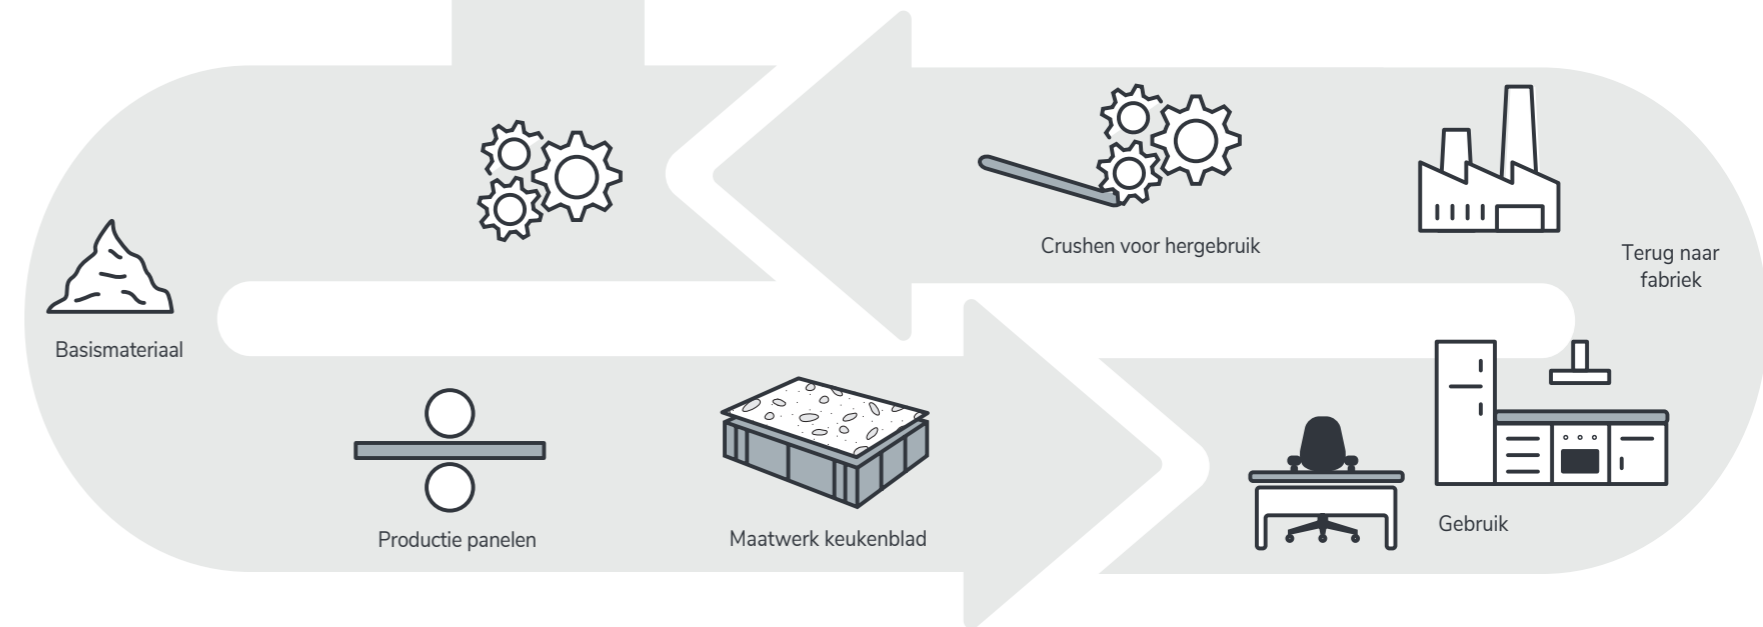 Crushen voor hergebruik
Terug naar
fabriek
Basismateriaal
Productie panelen
Maatwerk keukenblad
Gebruik